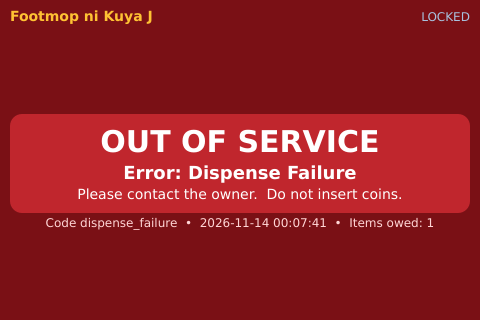 Footmop ni Kuya J
LOCKED
OUT OF SERVICE
Error: Dispense Failure
Please contact the owner.  Do not insert coins.
Code dispense_failure  •  2026-11-14 00:07:41  •  Items owed: 1